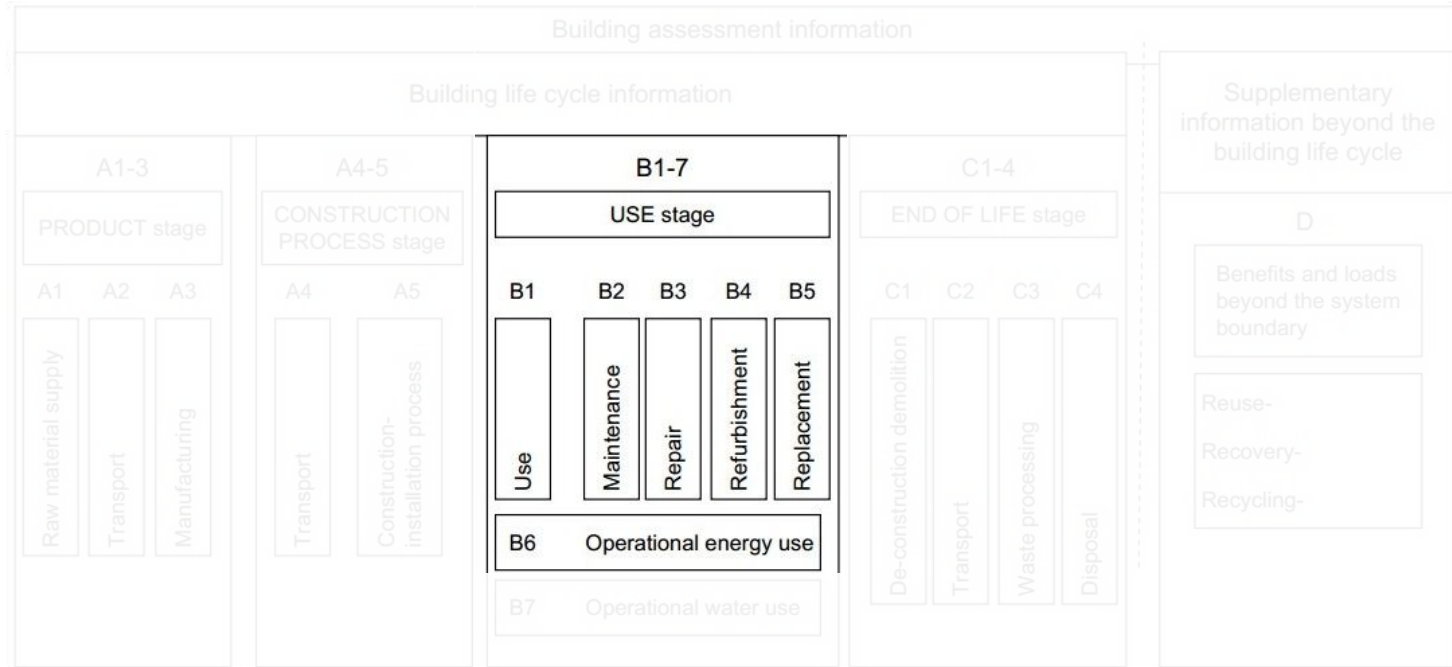 Building assessment information
Building life cycle information
Supplementary
information beyond the
building life cycle
A1-3
A4-5
B1-7
C1-4
D
PRODUCT stage
CONSTRUCTION
PROCESS stage
USE stage
END OF LIFE stage
Benefits and loads
beyond the system
boundary
A1 A2 A3
A4 A5
B1 B2 B3 B4 B5
C1 C2 C3 C4
Raw material supply
Transport
Manufacturing
Transport
Construction-
installation process
Use
Maintenance
Repair
Refurbishment
Replacement
De-construction demolition
Transport
Waste processing
Disposal
Reuse-
Recovery-
Recycling-
B6 Operational energy use
B7 Operational water use